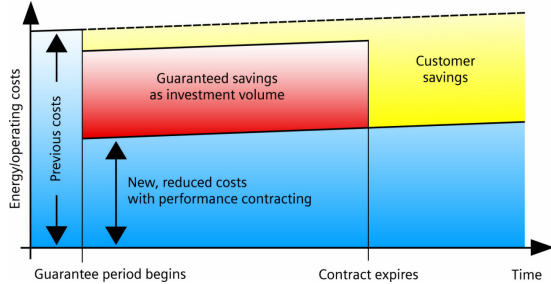 Energy/operating costs
Previous costs
Guaranteed savings
as investment volume
Customer
savings
New, reduced costs
with performance contracting
Guarantee period begins
Contract expires
Time